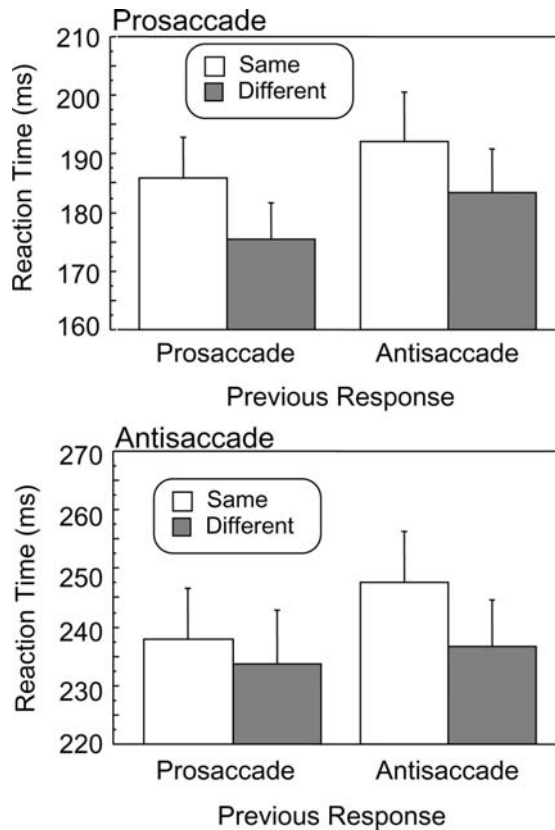 Prosaccade
210
200
190
180
170
160
Reaction Time (ms)
Same
Different
Prosaccade Antisaccade
Previous Response
Antisaccade
270
260
250
240
230
220
Reaction Time (ms)
Same
Different
Prosaccade Antisaccade
Previous Response